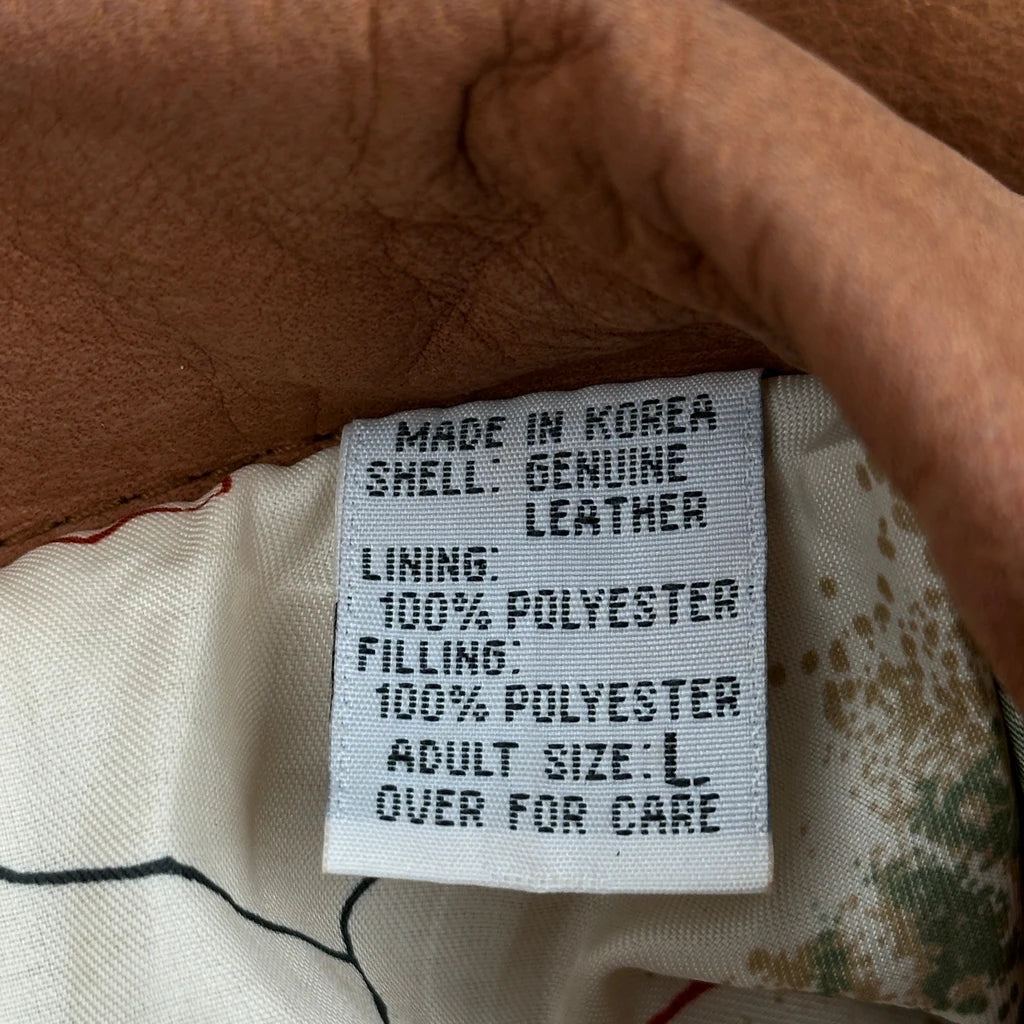 MADE IN KOREA
SHELL: GENUINE
LEATHER
LINING:
100% POLYESTER
FILLING:
100% POLYESTER
ADULT SIZE: L
OVER FOR CARE